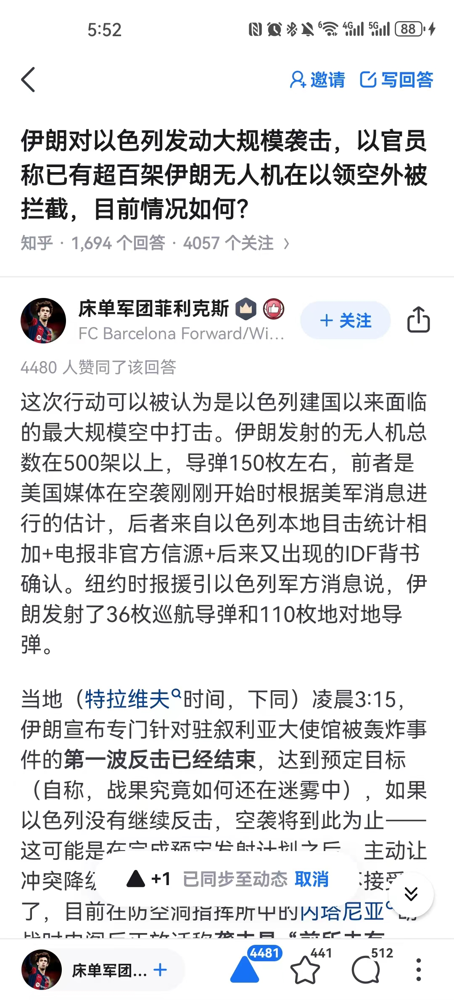 5:52
6 4G 5G 88
邀请 写回答
伊朗对以色列发动大规模袭击，以官员
称已有超百架伊朗无人机在以领空外被
拦截，目前情况如何？
知乎 · 1,694 个回答 · 4057 个关注 >
床单军团菲利克斯
+ 关注
FC Barcelona Forward/Wi...
4480 人赞同了该回答
这次行动可以被认为是以色列建国以来面临
的最大规模空中打击。伊朗发射的无人机总
数在500架以上，导弹150枚左右，前者是
美国媒体在空袭刚刚开始时根据美军消息进
行的估计，后者来自以色列本地目击统计相
加+电报非官方信源+后来又出现的IDF背书
确认。纽约时报援引以色列军方消息说，伊
朗发射了36枚巡航导弹和110枚地对地导
弹。
当地（特拉维夫时间，下同）凌晨3:15，
伊朗宣布专门针对驻叙利亚大使馆被轰炸事
件的第一波反击已经结束，达到预定目标
（自称，战果究竟如何还在迷雾中），如果
以色列没有继续反击，空袭将到此为止——
这可能是在完成预定发射计划之后，主动让
冲突降级 接受
▲ +1 已同步至动态 取消
了，目前在防空洞指挥所中的内塔尼亚
袭击是“前所未有
床单军团... +
4481
441
512